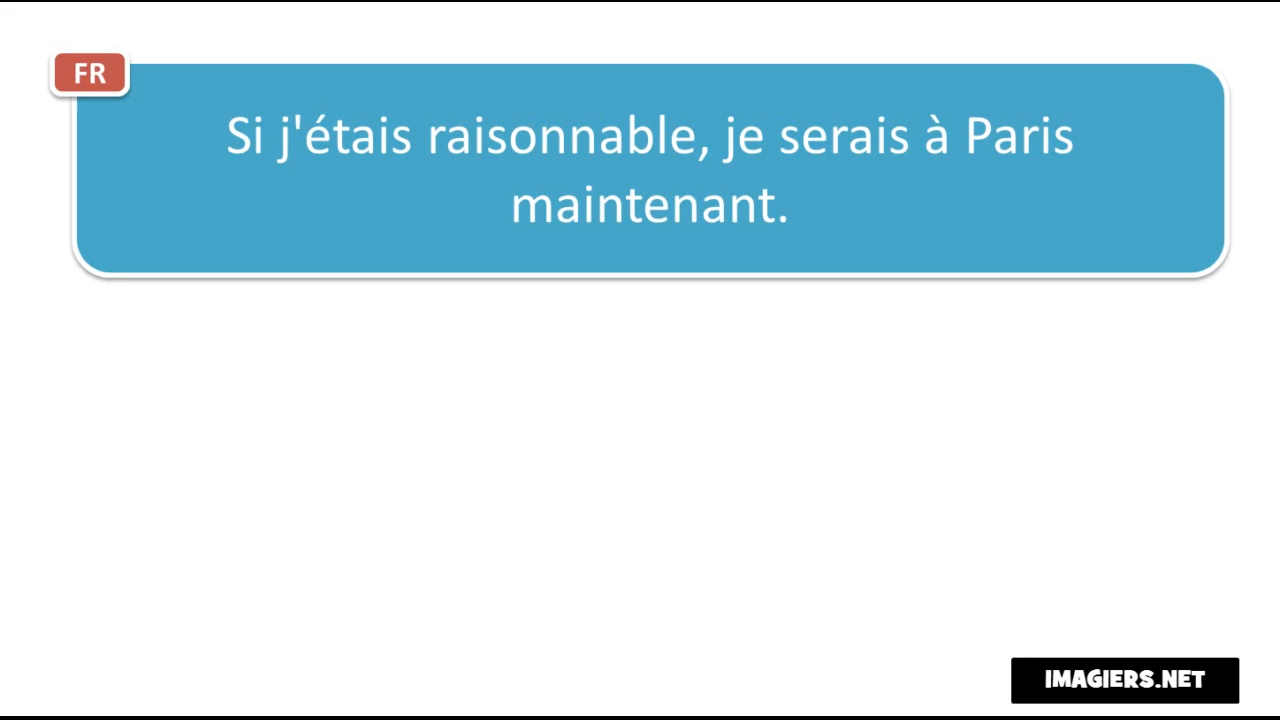 FR
Si j'étais raisonnable, je serais à Paris
maintenant.
IMAGIERS.NET